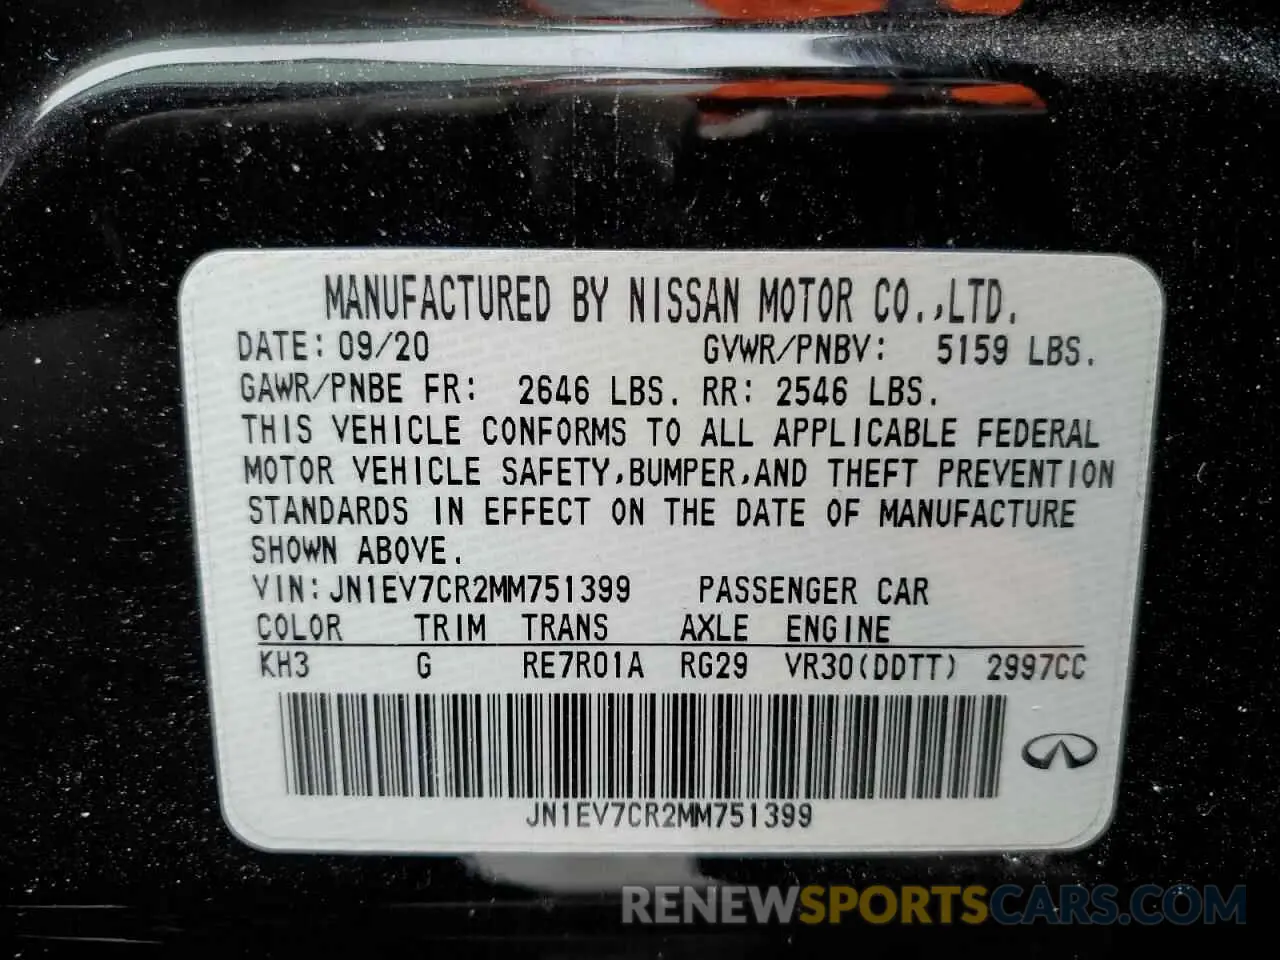 MANUFACTURED BY NISSAN MOTOR CO.,LTD.
DATE: 09/20 GVWR/PNBV: 5159 LBS.
GAWR/PNBE FR: 2646 LBS. RR: 2546 LBS.
THIS VEHICLE CONFORMS TO ALL APPLICABLE FEDERAL
MOTOR VEHICLE SAFETY,BUMPER,AND THEFT PREVENTION
STANDARDS IN EFFECT ON THE DATE OF MANUFACTURE
SHOWN ABOVE.
VIN:JN1EV7CR2MM751399 PASSENGER CAR
COLOR TRIM TRANS AXLE ENGINE
KH3 G RE7R01A RG29 VR30(DDTT) 2997CC
JN1EV7CR2MM751399
RENEWSPORTSCARS.COM